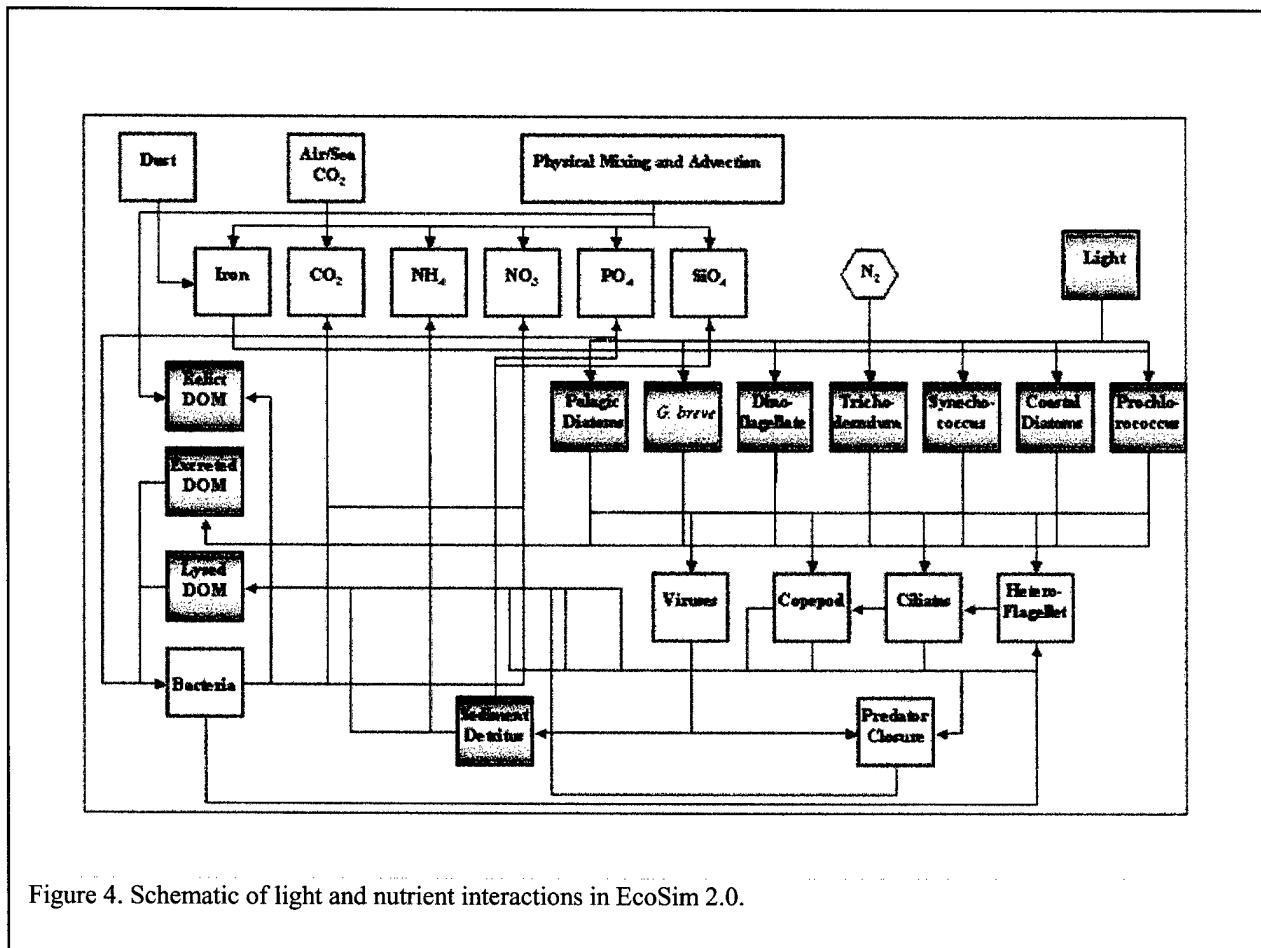 Dust
Air/Sea
CO2
Physical Mixing and Advection
Iron
CO2
NH4
NO3
PO4
SiO4
N2
Light
Relict
DOM
Pelagic
Diatoms
G. breve
Dino-
flagellate
Tricho-
desmium
Synecho-
coccus
Coastal
Diatoms
Prochlo-
rococcus
Excreted
DOM
Lysed
DOM
Viruses
Copepod
Ciliates
Hetero-
Flagellet
Bacteria
Sediment
Detritus
Predator
Closure
Figure 4. Schematic of light and nutrient interactions in EcoSim 2.0.